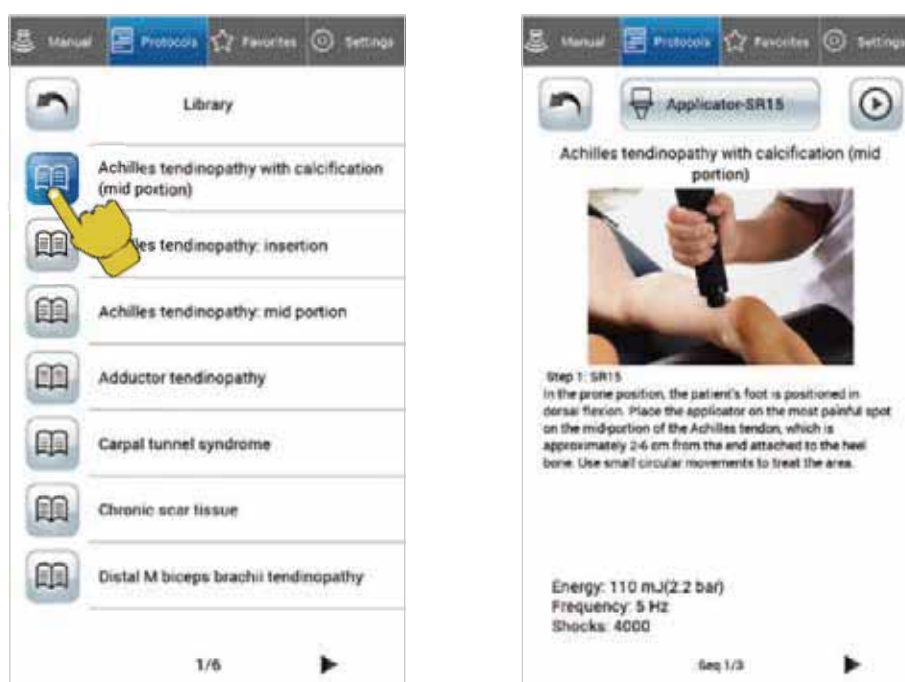 Manual Protocols Favorites Settings
Library
Achilles tendinopathy with calcification
(mid portion)
tendinopathy: insertion
Achilles tendinopathy: mid portion
Adductor tendinopathy
Carpal tunnel syndrome
Chronic scar tissue
Distal M biceps brachii tendinopathy
1/6
Manual Protocols Favorites Settings
Applicator-SR15
Achilles tendinopathy with calcification (mid
portion)
Step 1: SR15
In the prone position, the patient's foot is positioned in
dorsal flexion. Place the applicator on the most painful spot
on the mid-portion of the Achilles tendon, which is
approximately 2-6 cm from the end attached to the heel
bone. Use small circular movements to treat the area.
Energy: 110 mJ(2.2 bar)
Frequency: 5 Hz
Shocks: 4000
Seq 1/3